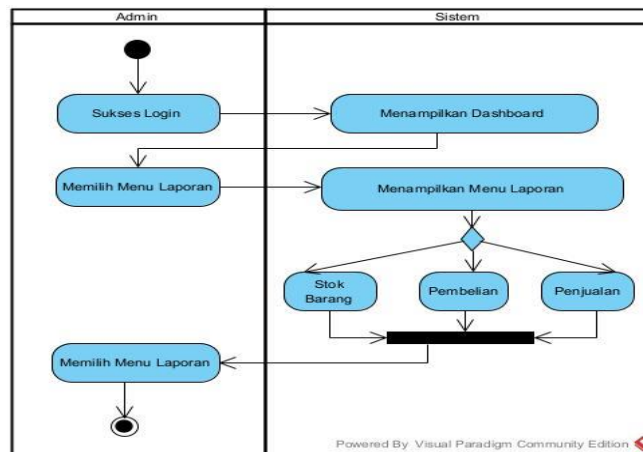 Admin
Sistem
Sukses Login
Menampilkan Dashboard
Memilih Menu Laporan
Menampilkan Menu Laporan
Stok
Barang
Pembelian
Penjualan
Memilih Menu Laporan
Powered By Visual Paradigm Community Edition